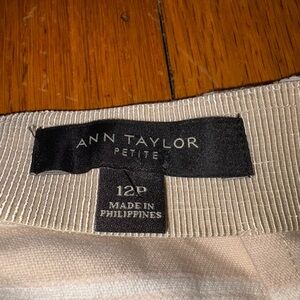 ANN TAYLOR
PETITE
12P
MADE IN
PHILIPPINES